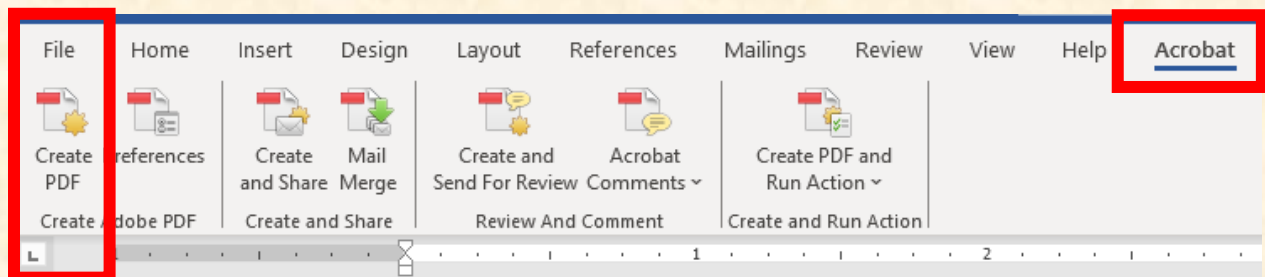 File Home Insert Design Layout References Mailings Review View Help Acrobat
Create Preferences Create Mail Create and Acrobat Create PDF and
PDF and Share Merge Send For Review Comments Run Action
Create Adobe PDF Create and Share Review And Comment Create and Run Action
1 1 2